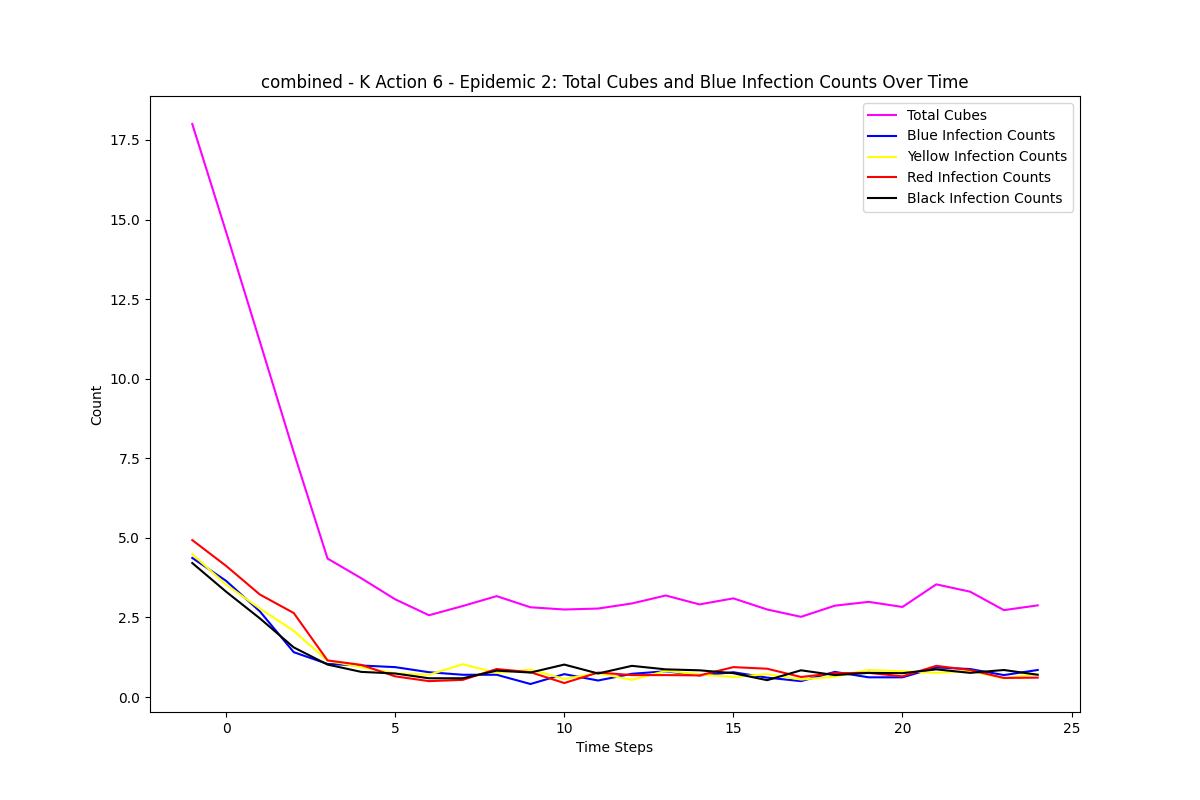 combined - K Action 6 - Epidemic 2: Total Cubes and Blue Infection Counts Over Time
Total Cubes
Blue Infection Counts
Yellow Infection Counts
Red Infection Counts
Black Infection Counts
17.5
15.0
12.5
10.0
7.5
5.0
2.5
0.0
Count
0 5 10 15 20 25
Time Steps